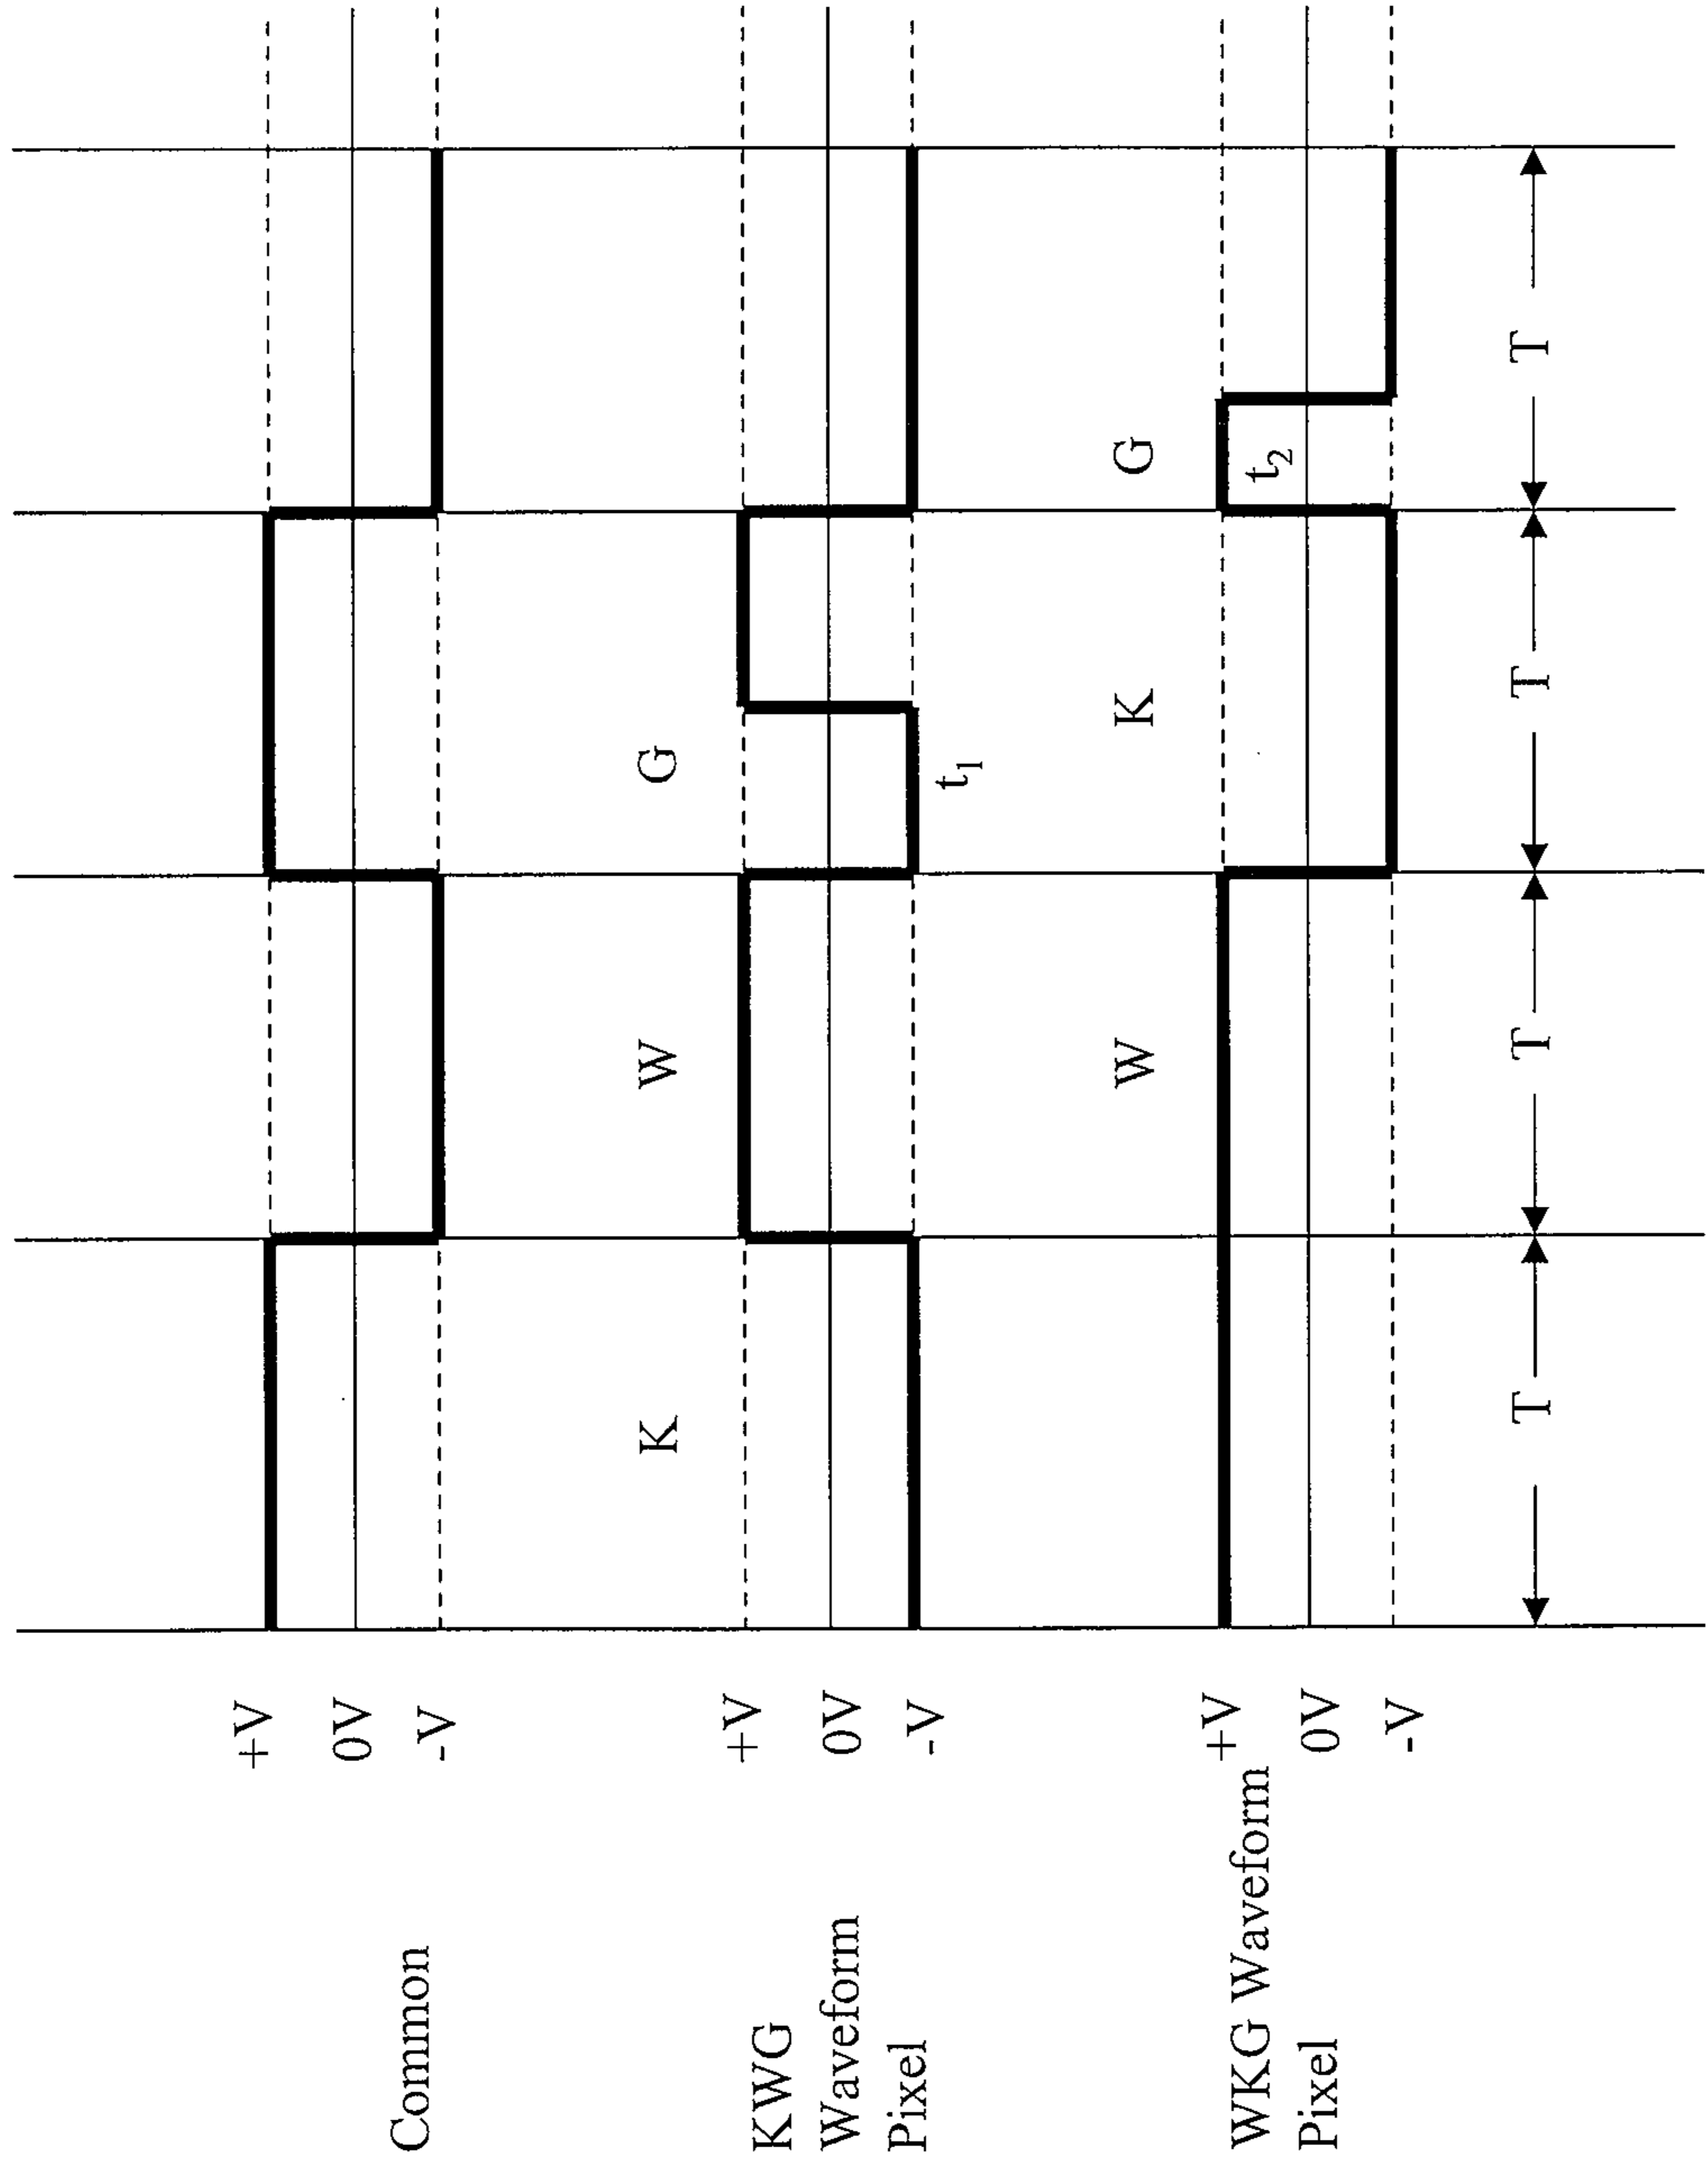 Common
+V
0V
-V
KWG
Waveform
Pixel
+V
0V
-V
K
W
G
t₁
WKG Waveform
Pixel
+V
0V
-V
W
K
G
t₂
T
T
T
T